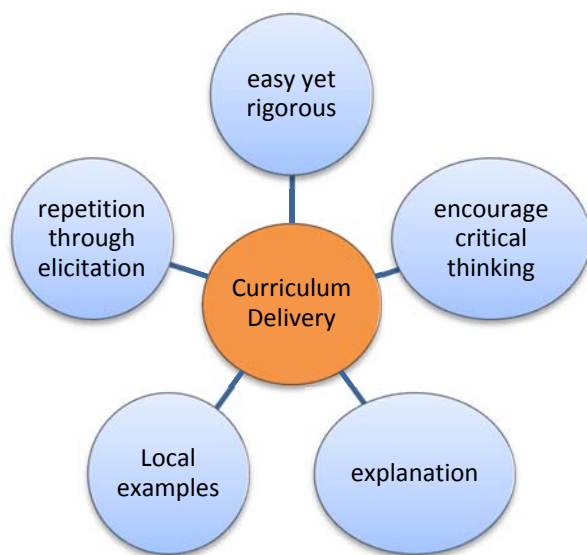 easy yet
rigorous
repetition
through
elicitation
encourage
critical
thinking
Curriculum
Delivery
Local
examples
explanation